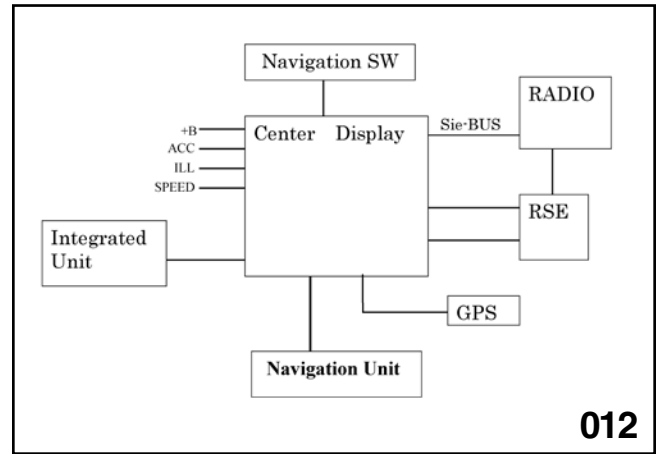 Navigation SW
RADIO
Sie-BUS
Center Display
+B
ACC
ILL
SPEED
RSE
Integrated
Unit
GPS
Navigation Unit
012